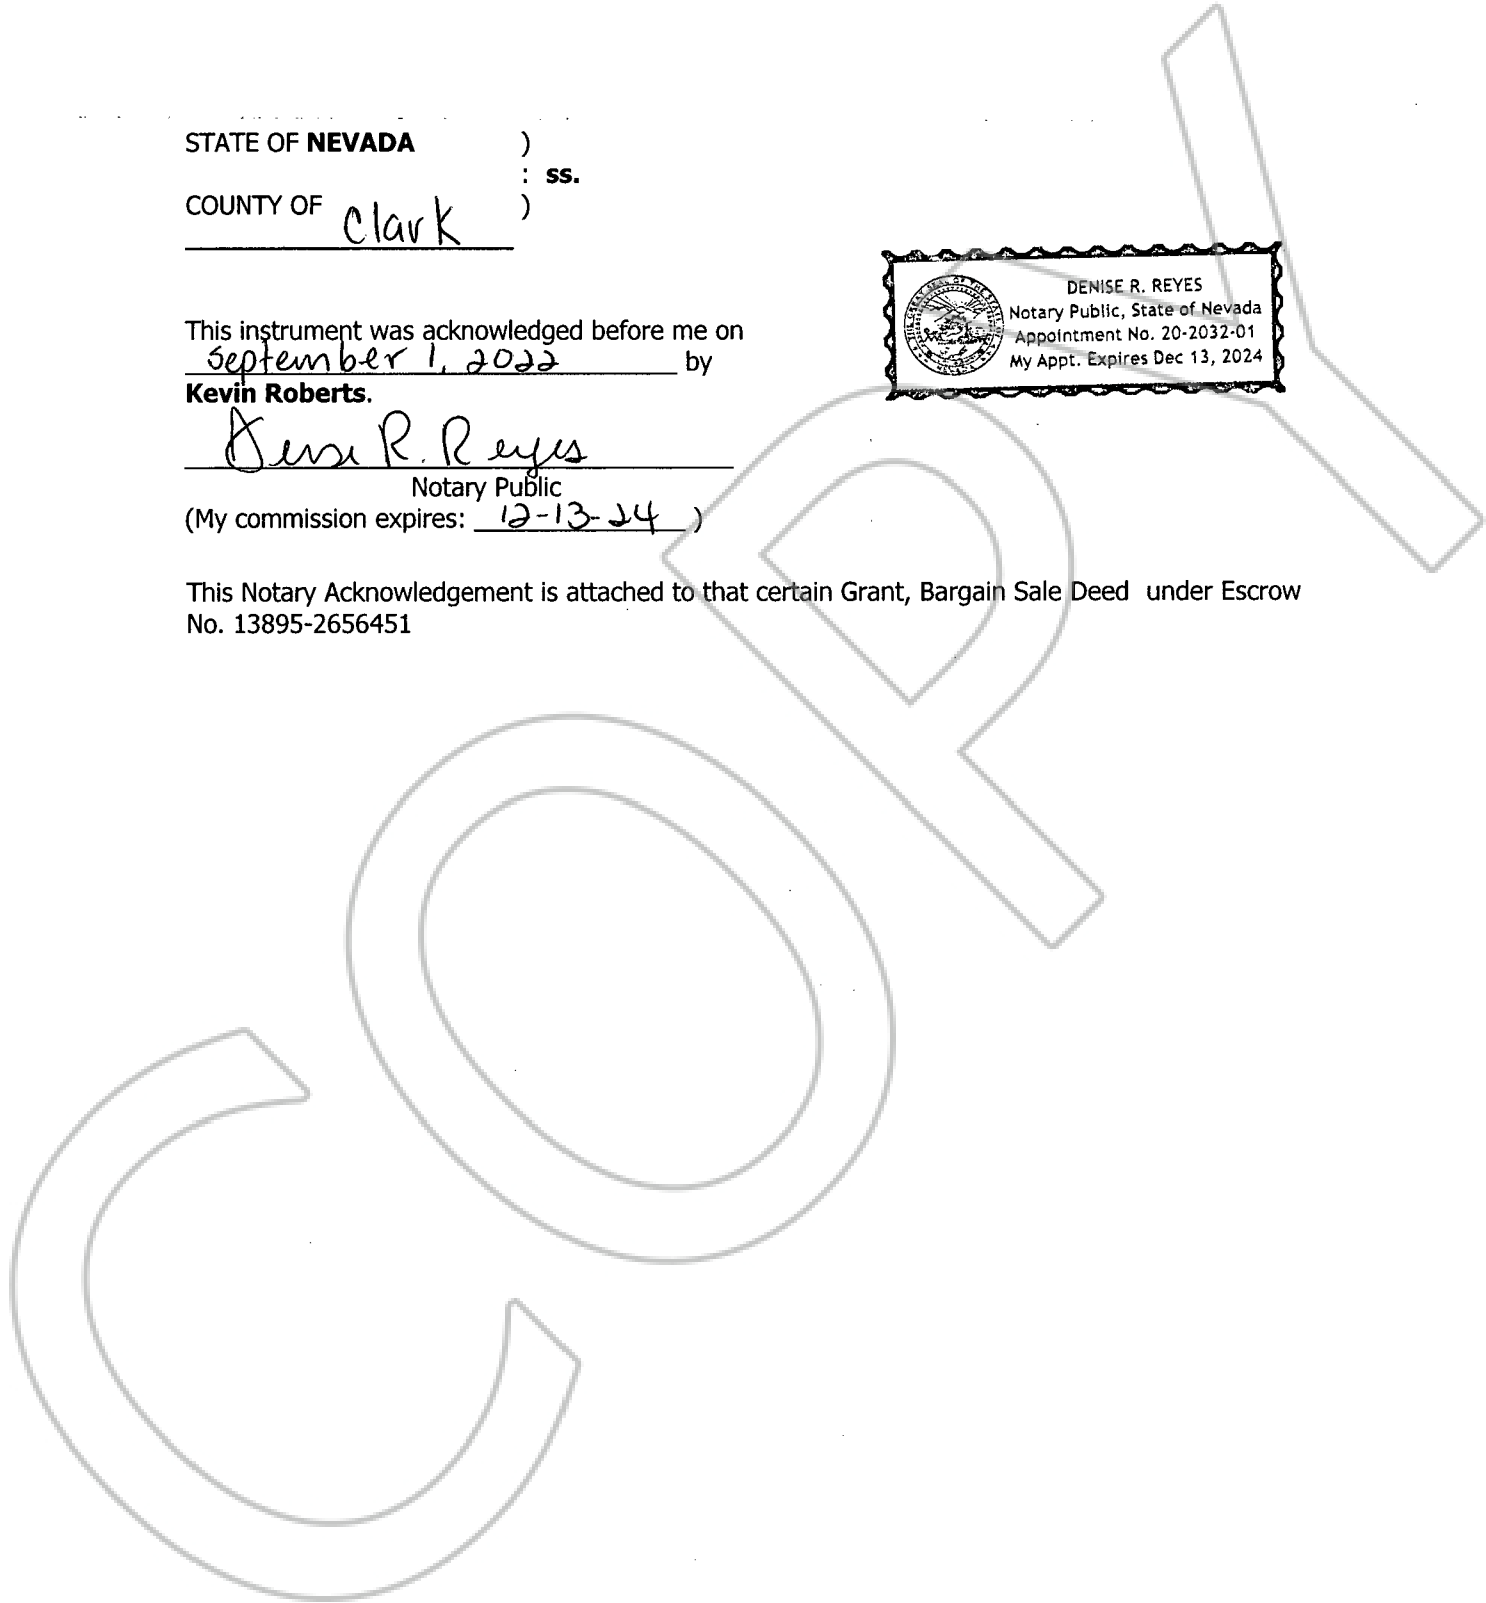 STATE OF NEVADA )
: ss.
COUNTY OF Clark )
DENISE R. REYES
Notary Public, State of Nevada
Appointment No. 20-2032-01
My Appt. Expires Dec 13, 2024
This instrument was acknowledged before me on
September 1, 2022 by
Kevin Roberts.
Denise R. Reyes
Notary Public
(My commission expires: 12-13-24 )
This Notary Acknowledgement is attached to that certain Grant, Bargain Sale Deed under Escrow
No. 13895-2656451
COPY